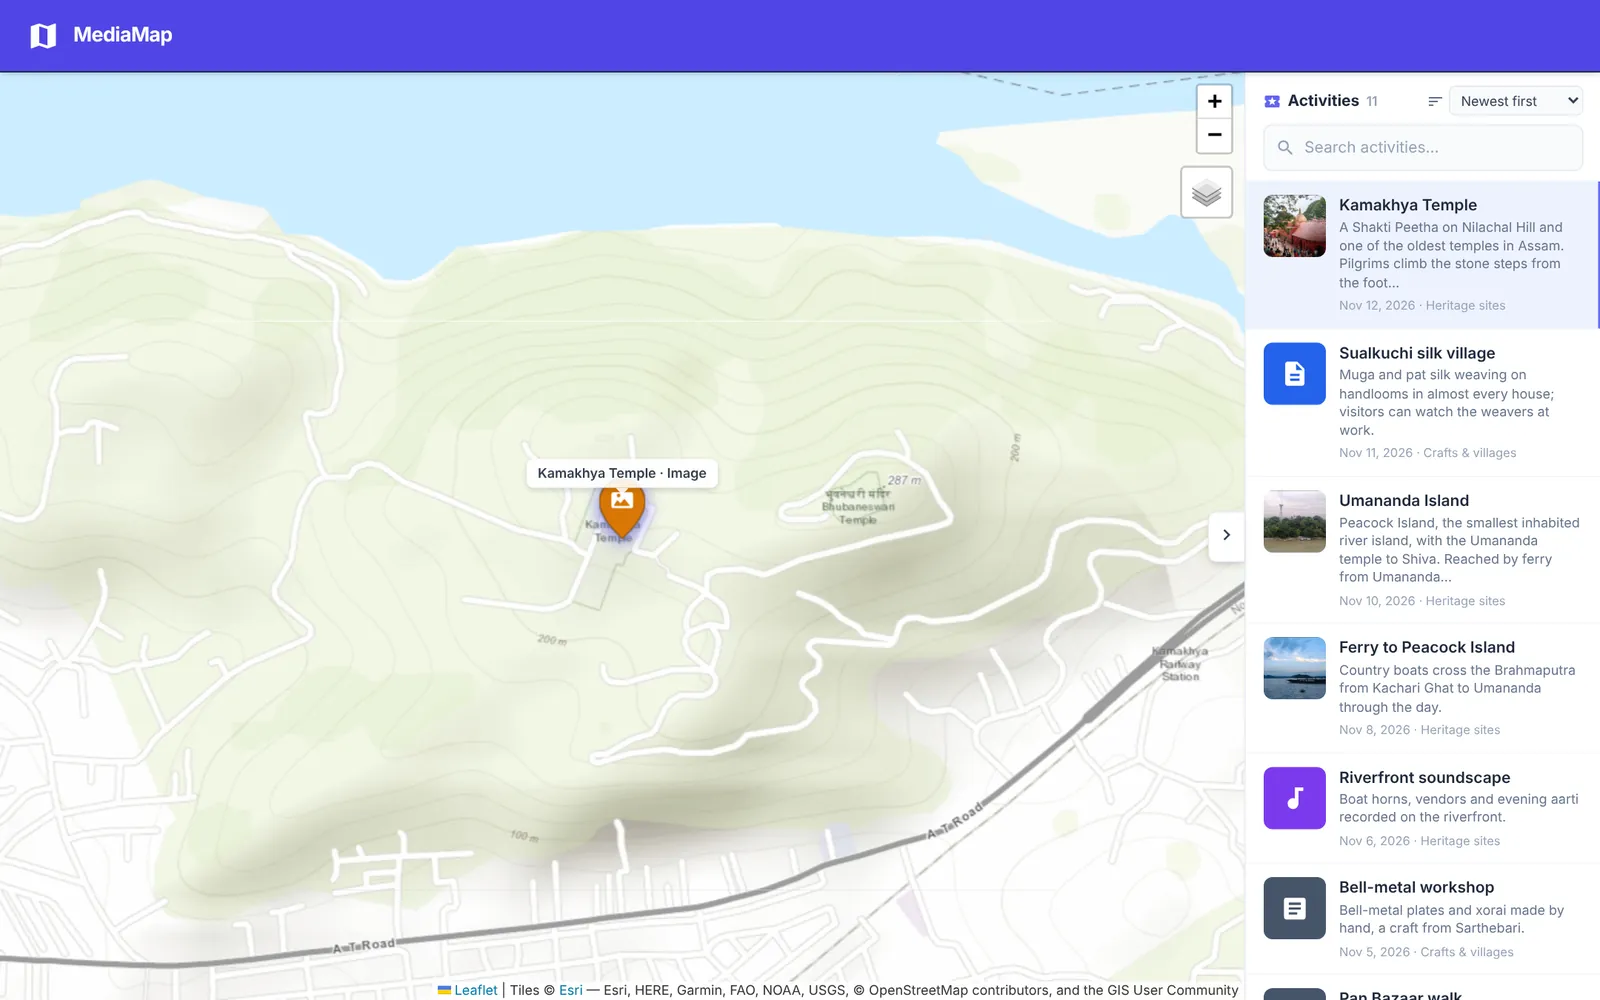 MediaMap
+
−
Activities 11
Newest first
Search activities...
Kamakhya Temple
A Shakti Peetha on Nilachal Hill and
one of the oldest temples in Assam.
Pilgrims climb the stone steps from
the foot...
Nov 12, 2026 · Heritage sites
Sualkuchi silk village
Muga and pat silk weaving on
handlooms in almost every house;
visitors can watch the weavers at
work.
Nov 11, 2026 · Crafts & villages
Umananda Island
Peacock Island, the smallest inhabited
river island, with the Umananda
temple to Shiva. Reached by ferry
from Umananda...
Nov 10, 2026 · Heritage sites
Ferry to Peacock Island
Country boats cross the Brahmaputra
from Kachari Ghat to Umananda
through the day.
Nov 8, 2026 · Heritage sites
Riverfront soundscape
Boat horns, vendors and evening aarti
recorded on the riverfront.
Nov 6, 2026 · Heritage sites
Bell-metal workshop
Bell-metal plates and xorai made by
hand, a craft from Sarthebari.
Nov 5, 2026 · Crafts & villages
Pan Bazaar walk
Kamakhya Temple · Image
Temple
200 m
287 m
भुवनेश्वरी मंदिर
Bhubaneswari
Temple
200 m
Kamakhya
Railway
Station
100 m
A T Road
A T Road
Leaflet | Tiles © Esri — Esri, HERE, Garmin, FAO, NOAA, USGS, © OpenStreetMap contributors, and the GIS User Community